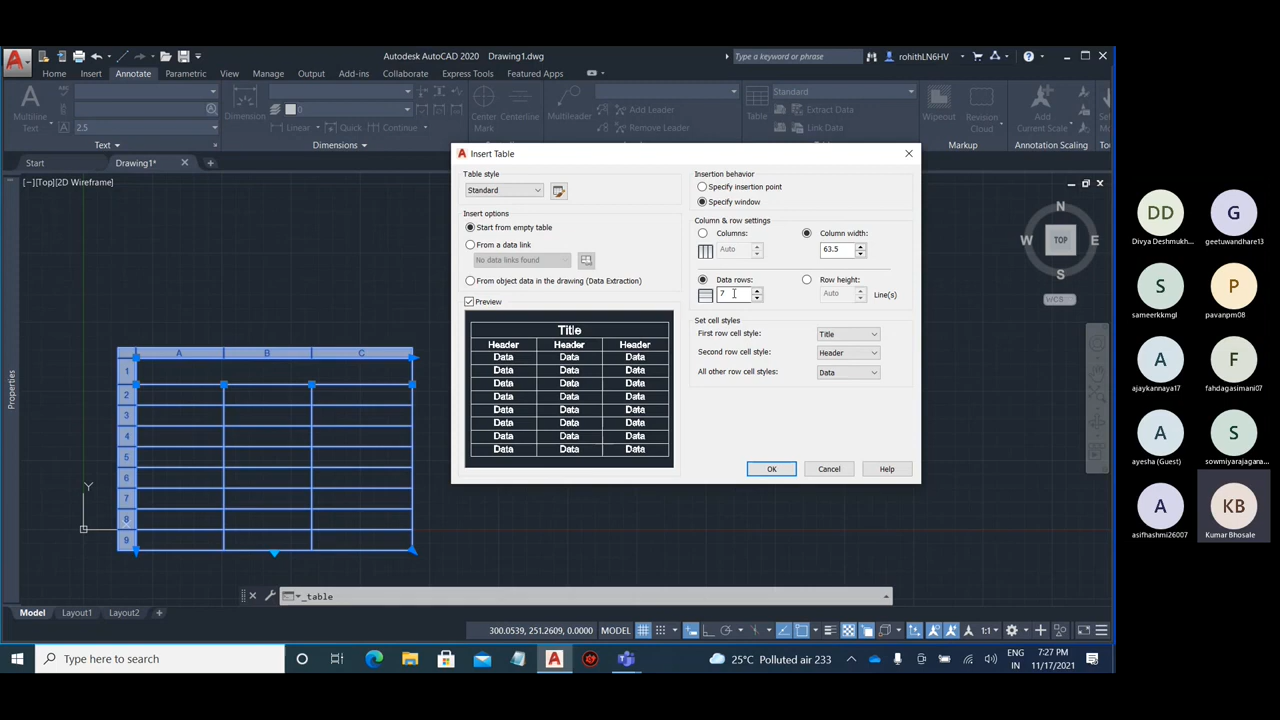 Autodesk AutoCAD 2020 Drawing1.dwg
Type a keyword or phrase
rohithLN6HV
Home Insert Annotate Parametric View Manage Output Add-ins Collaborate Express Tools Featured Apps
Multiline
Text
2.5
Text
Dimension
0
Linear Quick Continue
Dimensions
Center
Mark
Centerline
Multileader
Add Leader
Remove Leader
Table
Standard
Extract Data
Link Data
Wipeout
Revision
Cloud
Markup
Add
Current Scale
Annotation Scaling
Start Drawing1*
[−][Top][2D Wireframe]
Properties
A B C
1
2
3
4
5
6
7
8
9
Y
X
Insert Table
Table style
Standard
Insert options
Start from empty table
From a data link
No data links found
From object data in the drawing (Data Extraction)
Preview
Title
Header Header Header
Data Data Data
Data Data Data
Data Data Data
Data Data Data
Data Data Data
Data Data Data
Data Data Data
Data Data Data
Insertion behavior
Specify insertion point
Specify window
Column & row settings
Columns: Column width:
Auto 63.5
Data rows: Row height:
7 Auto Line(s)
Set cell styles
First row cell style: Title
Second row cell style: Header
All other row cell styles: Data
OK Cancel Help
N
W TOP E
S
WCS
_table
Model Layout1 Layout2
300.0539, 251.2609, 0.0000 MODEL
1:1
Type here to search
25°C Polluted air 233
ENG
IN
7:27 PM
11/17/2021
DD G
Divya Deshmukh... geetuwandhare13
S P
sameerkkmgl pavanpm08
A F
ajaykannaya17 fahdagasimani07
A S
ayesha (Guest) sowmiyarajagana...
A KB
asifhashmi26007 Kumar Bhosale